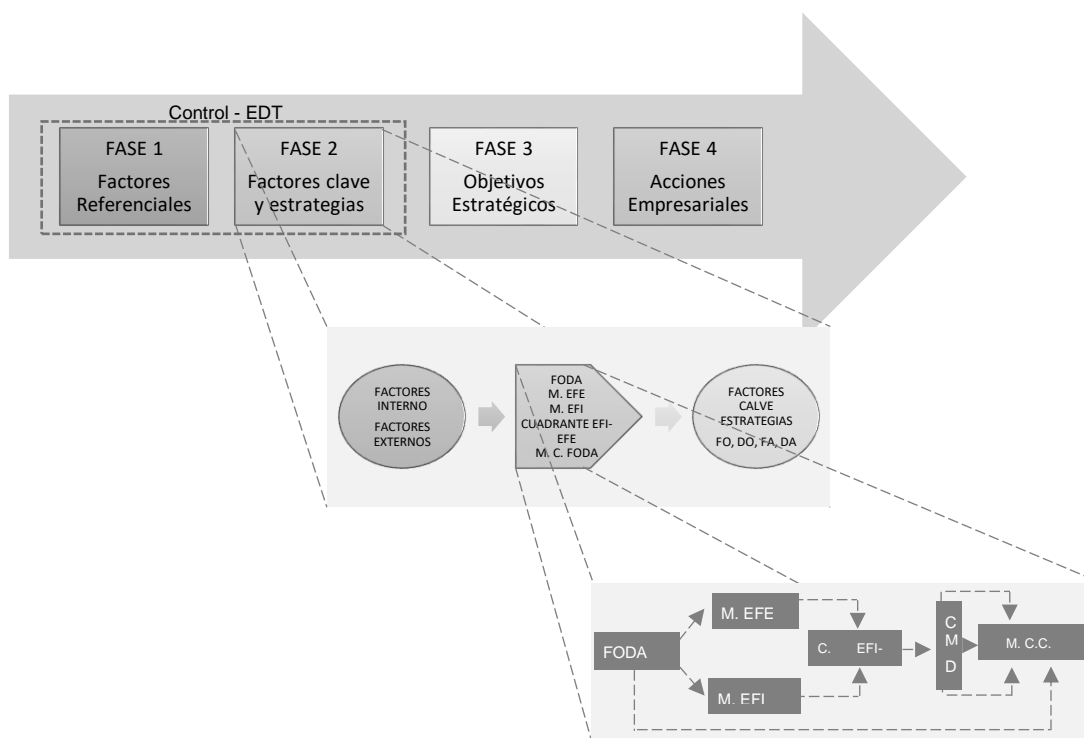 Control - EDT
FASE 1
Factores
Referenciales
FASE 2
Factores clave
y estrategias
FASE 3
Objetivos
Estratégicos
FASE 4
Acciones
Empresariales
FACTORES
INTERNO
FACTORES
EXTERNOS
FODA
M. EFE
M. EFI
CUADRANTE EFI-
EFE
M. C. FODA
FACTORES
CALVE
ESTRATEGIAS
FO, DO, FA, DA
FODA
M. EFE
M. EFI
C. EFI-
C
M
D
M. C.C.